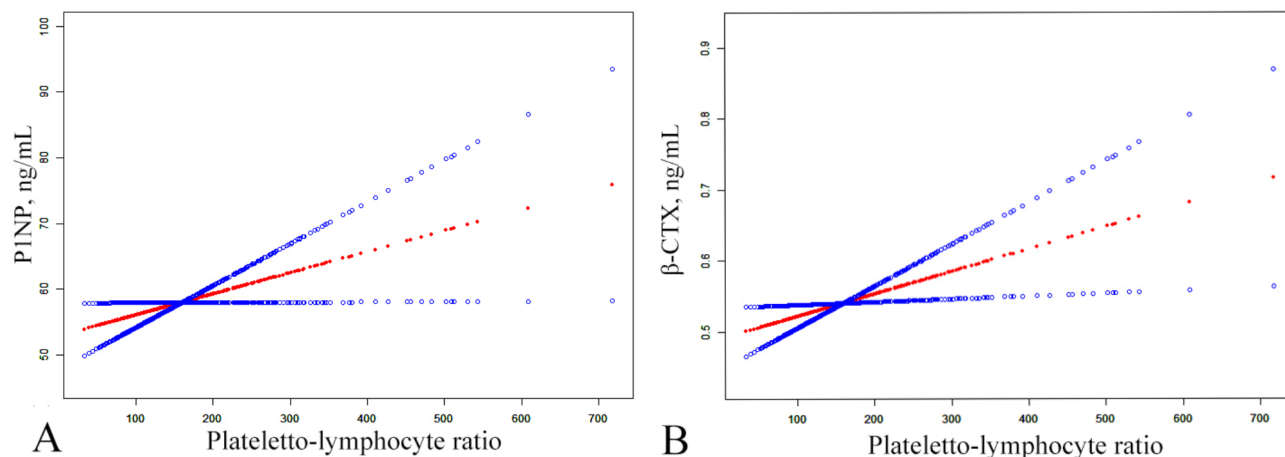 100
90
80
70
60
50
P1NP, ng/mL
100 200 300 400 500 600 700
A
Plateletto-lymphocyte ratio
0.9
0.8
0.7
0.6
0.5
β-CTX, ng/mL
100 200 300 400 500 600 700
B
Plateletto-lymphocyte ratio